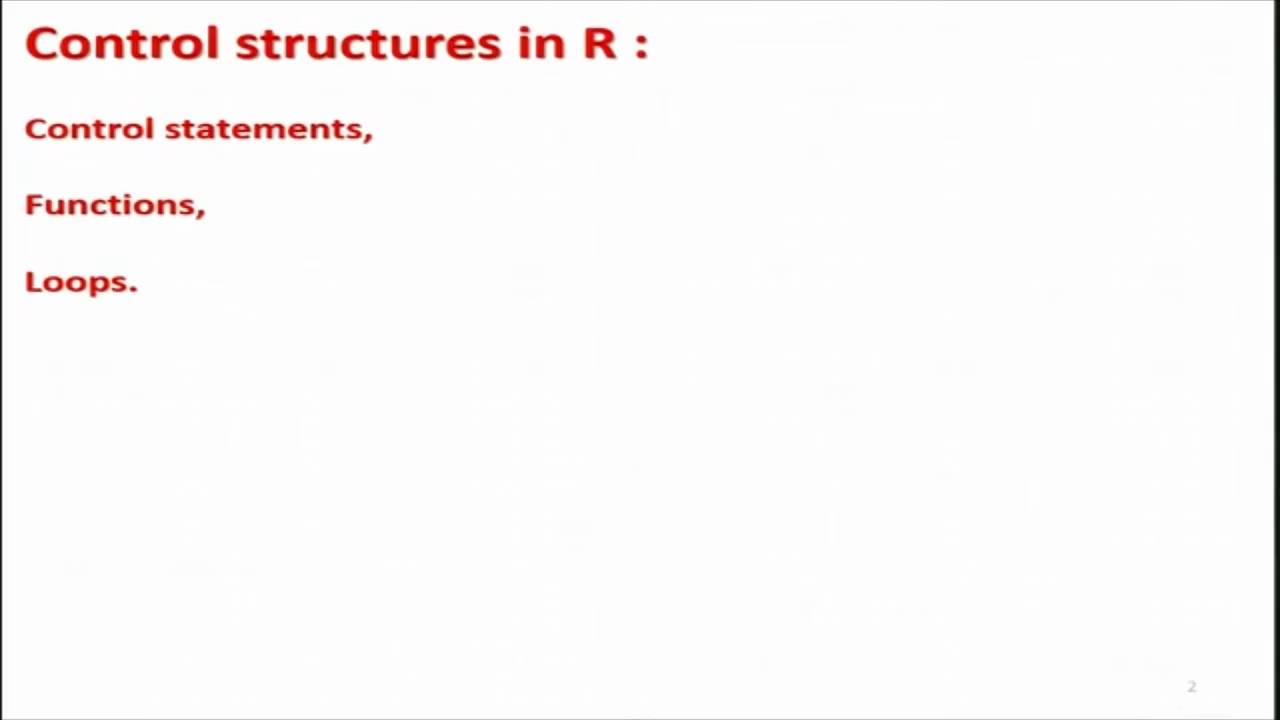 Control structures in R :
Control statements,
Functions,
Loops.
2